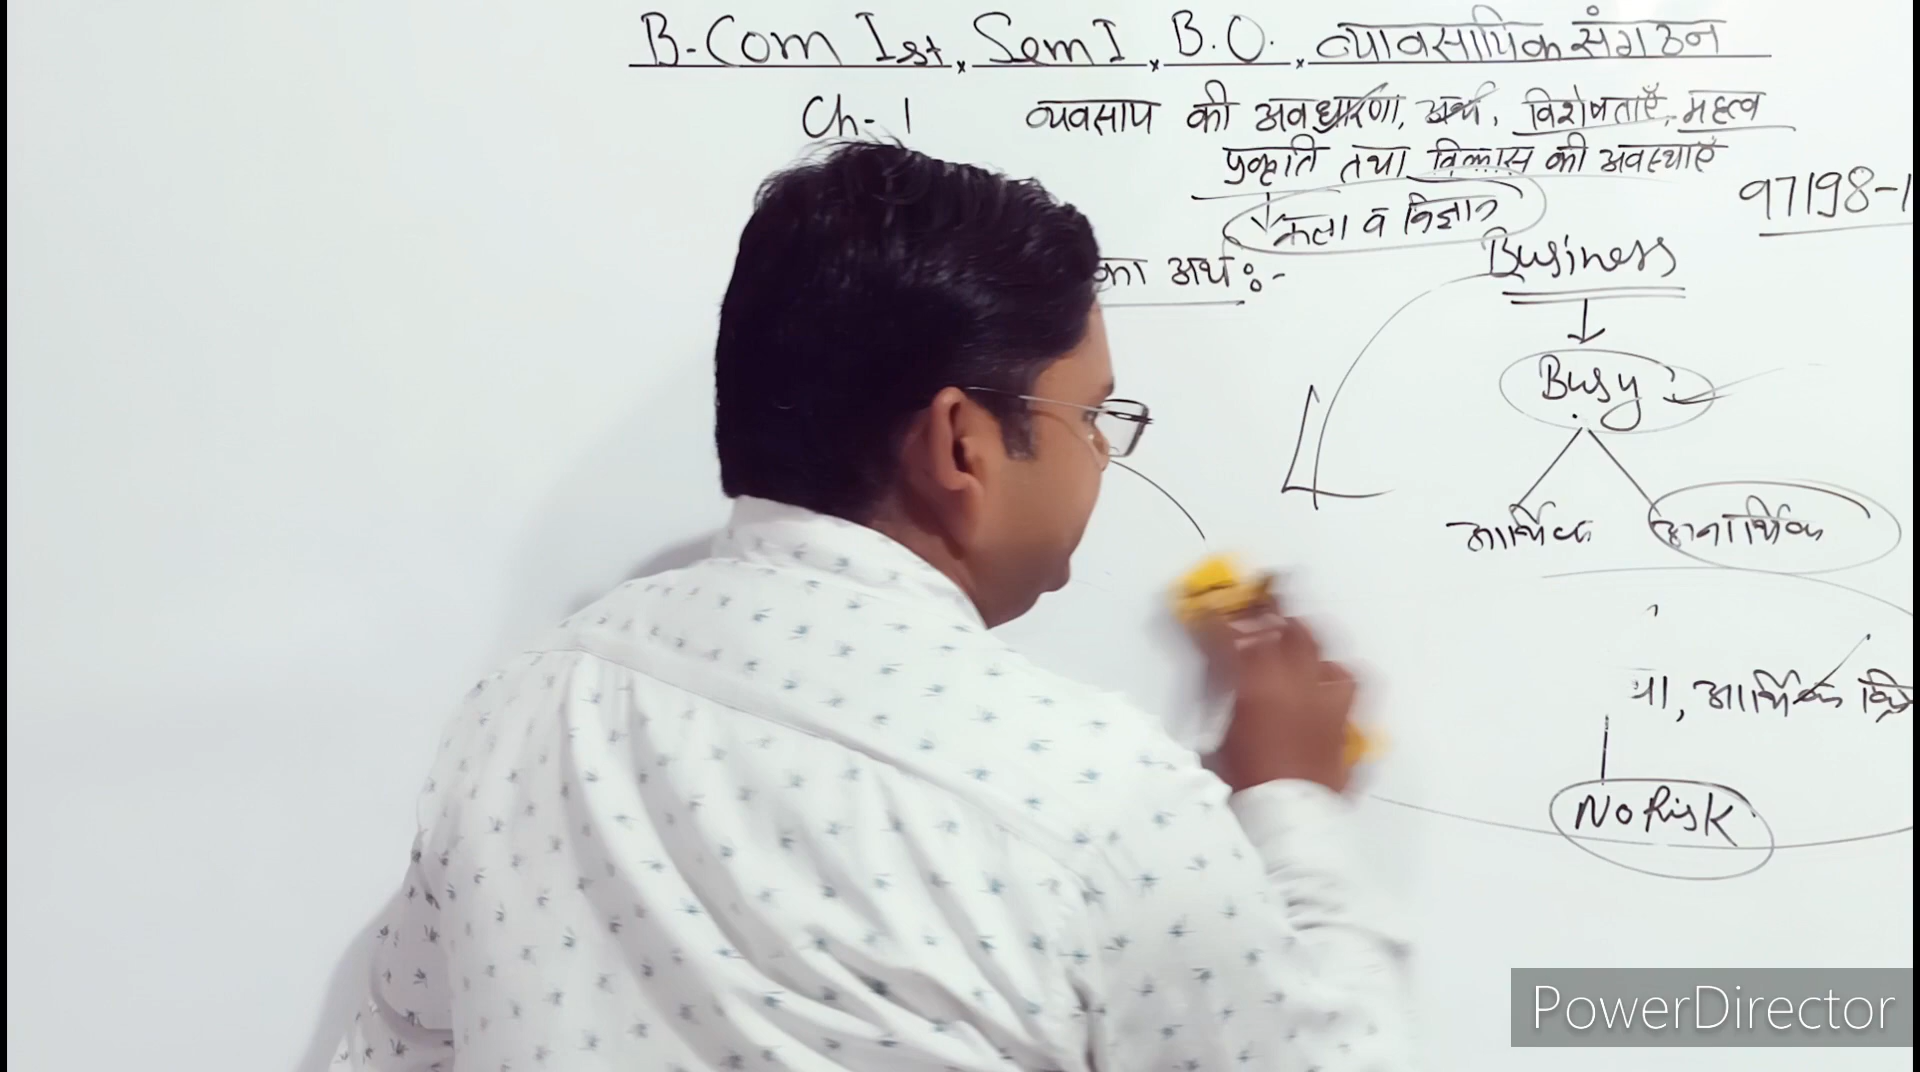 B-Com Ist. Sem I. B.O. व्यावसायिक संगठन
Ch-1 व्यवसाय की अवधारणा, अर्थ, विशेषताएँ, महत्व
प्रकृति तथा विकास की अवस्थाएँ
97198-1
कला व विज्ञान
का अर्थ :-
Business
Busy
आर्थिक अनार्थिक
या, आर्थिक
No Risk
PowerDirector